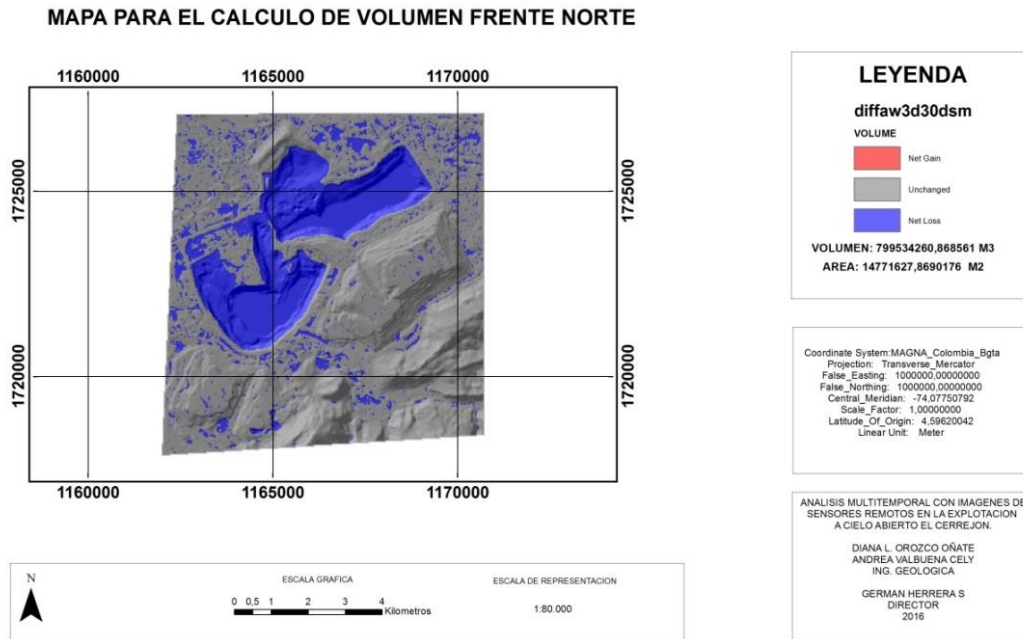 MAPA PARA EL CALCULO DE VOLUMEN FRENTE NORTE
1160000 1165000 1170000
1725000 1725000
1720000 1720000
1160000 1165000 1170000
LEYENDA
diffaw3d30dsm
VOLUME
Net Gain
Unchanged
Net Loss
VOLUMEN: 799534260,868561 M3
AREA: 14771627,8690176 M2
Coordinate System:MAGNA_Colombia_Bgta
Projection: Transverse_Mercator
False_Easting: 1000000,00000000
False_Northing: 1000000,00000000
Central_Meridian: -74,07750792
Scale_Factor: 1,00000000
Latitude_Of_Origin: 4,59620042
Linear Unit: Meter
ANALISIS MULTITEMPORAL CON IMAGENES DE
SENSORES REMOTOS EN LA EXPLOTACION
A CIELO ABIERTO EL CERREJON.
DIANA L. OROZCO OÑATE
ANDREA VALBUENA CELY
ING. GEOLOGICA
GERMAN HERRERA S
DIRECTOR
2016
N
ESCALA GRAFICA
0 0,5 1 2 3 4
Kilometros
ESCALA DE REPRESENTACION
1:80.000